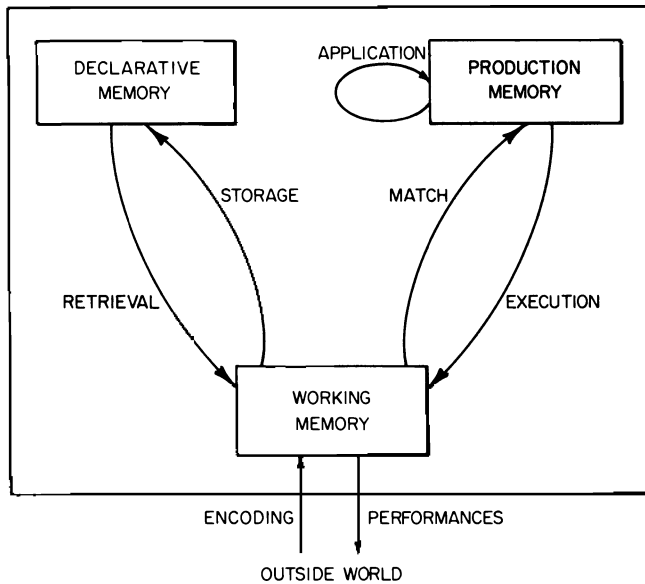 APPLICATION
DECLARATIVE
MEMORY
PRODUCTION
MEMORY
STORAGE
MATCH
RETRIEVAL
EXECUTION
WORKING
MEMORY
ENCODING
PERFORMANCES
OUTSIDE WORLD